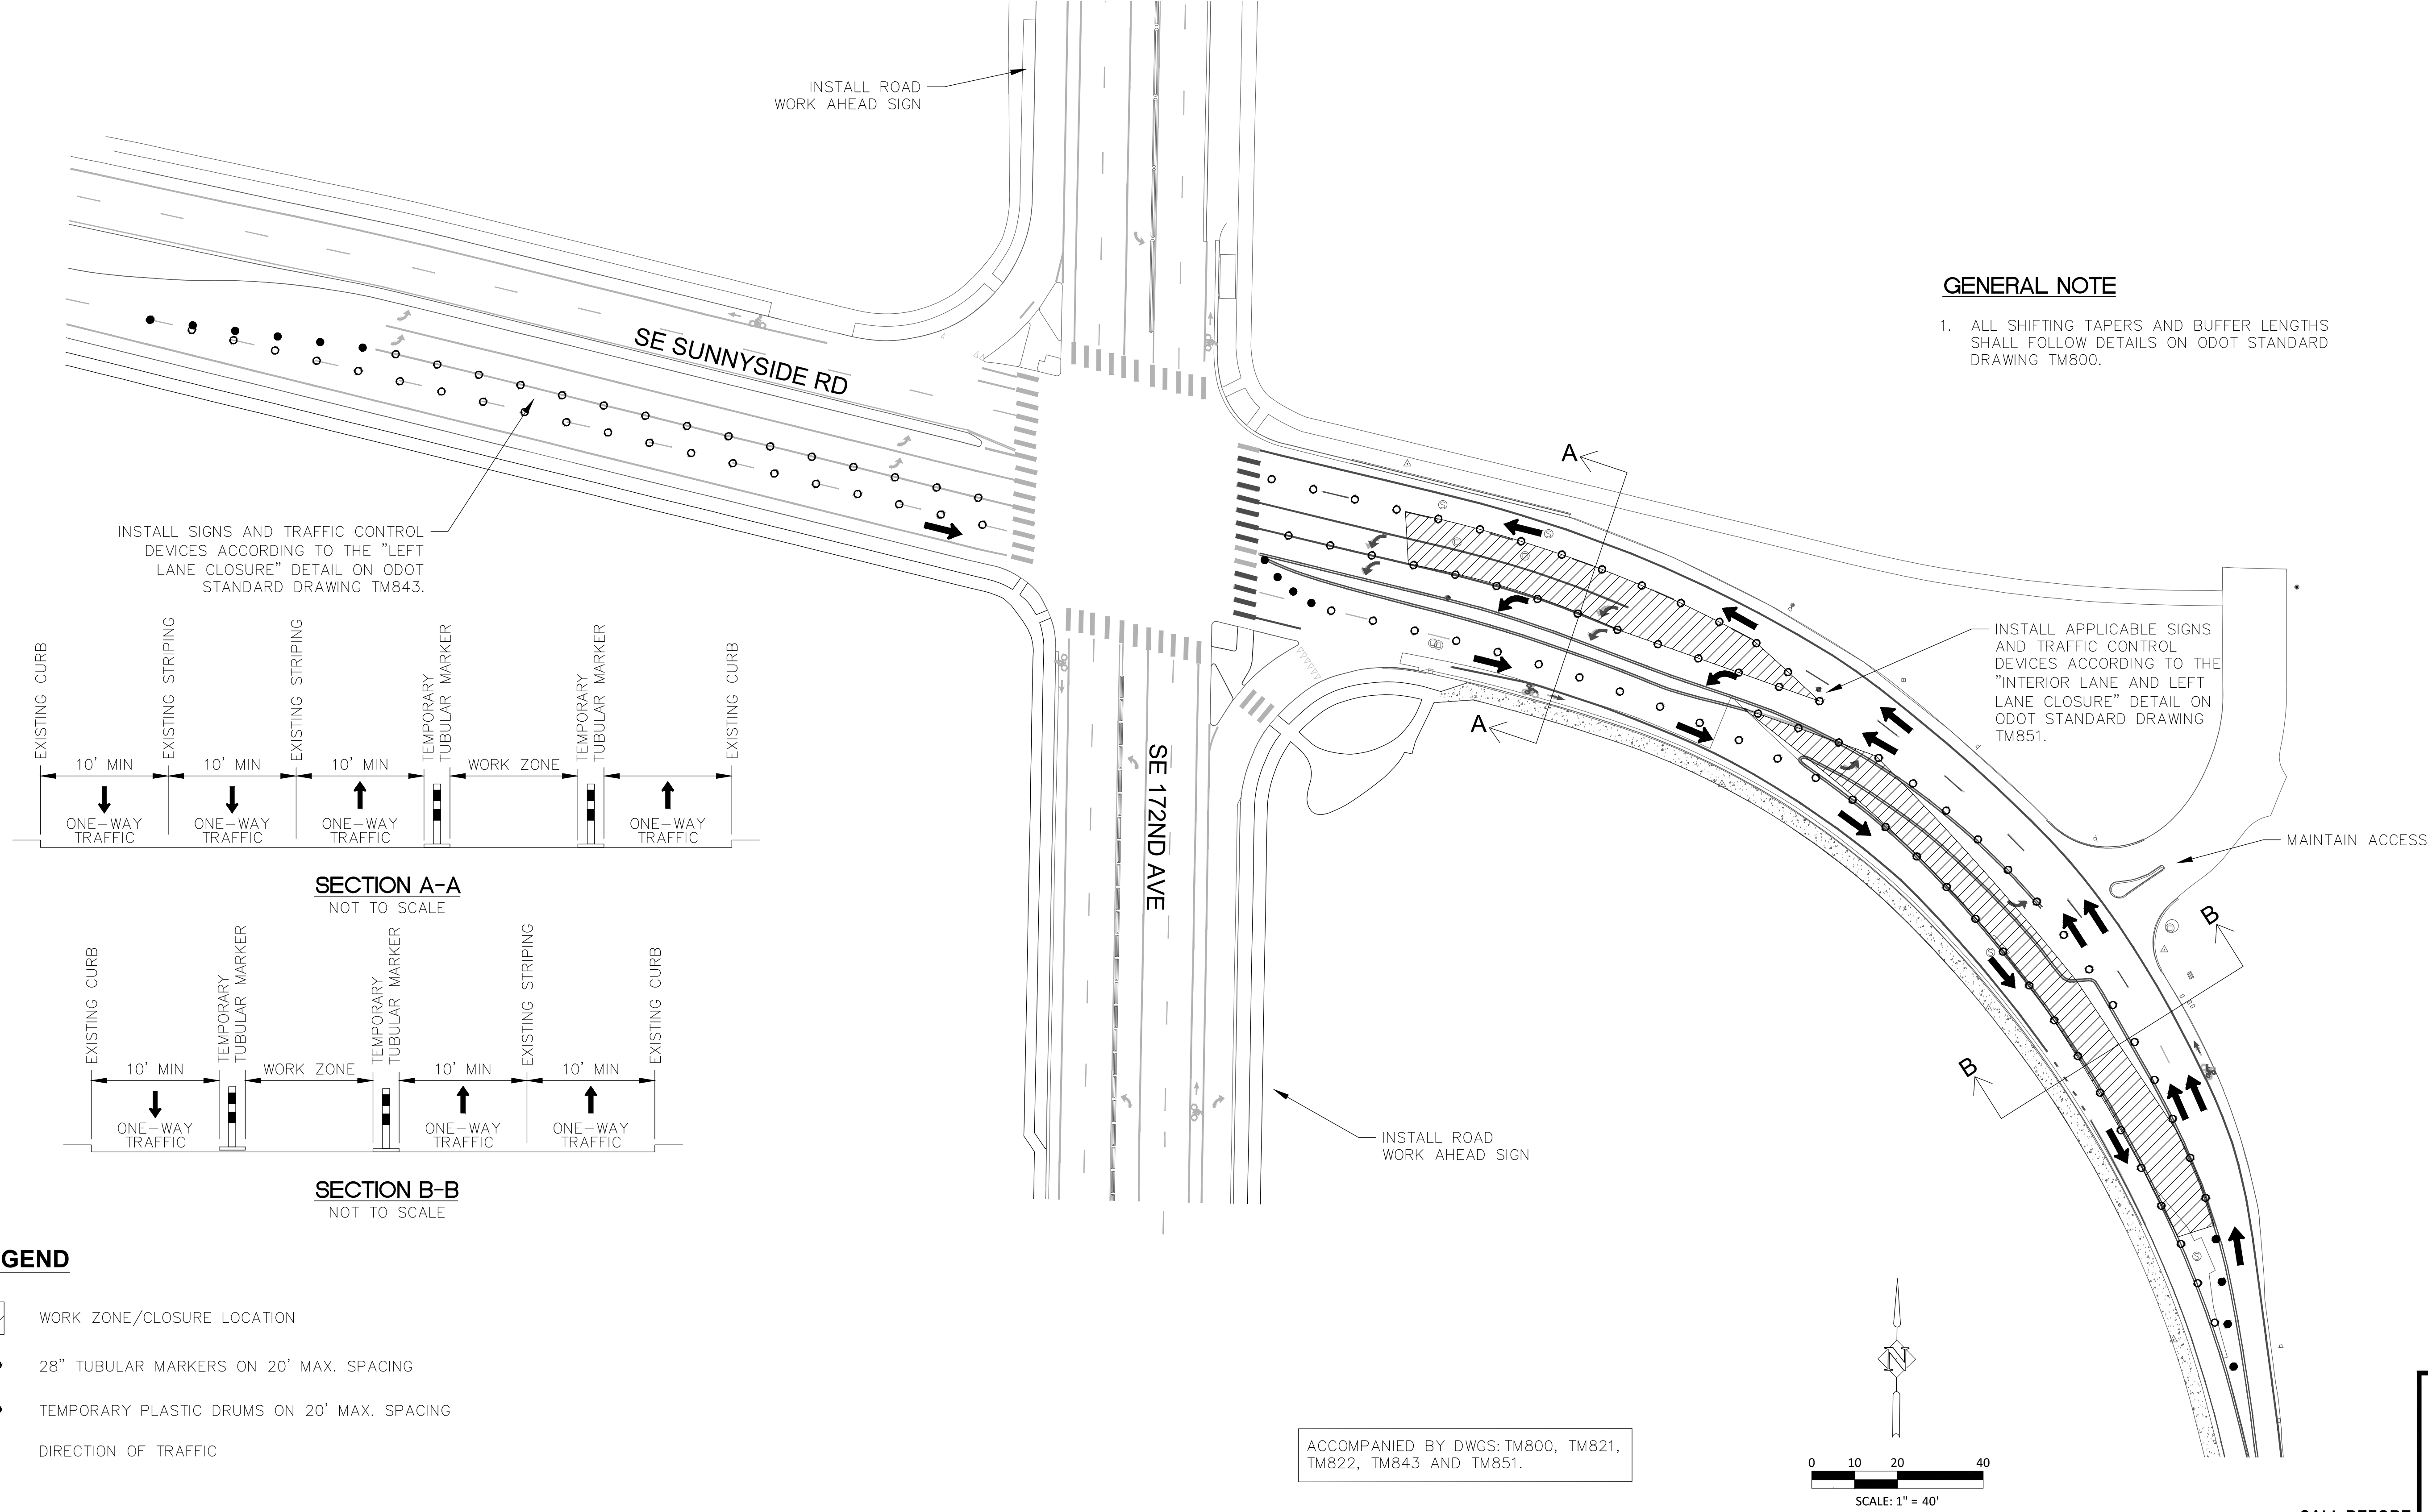 INSTALL ROAD
WORK AHEAD SIGN
SE SUNNYSIDE RD
GENERAL NOTE
1. ALL SHIFTING TAPERS AND BUFFER LENGTHS
SHALL FOLLOW DETAILS ON ODOT STANDARD
DRAWING TM800.
INSTALL SIGNS AND TRAFFIC CONTROL
DEVICES ACCORDING TO THE "LEFT
LANE CLOSURE" DETAIL ON ODOT
STANDARD DRAWING TM843.
A
A
INSTALL APPLICABLE SIGNS
AND TRAFFIC CONTROL
DEVICES ACCORDING TO THE
"INTERIOR LANE AND LEFT
LANE CLOSURE" DETAIL ON
ODOT STANDARD DRAWING
TM851.
MAINTAIN ACCESS
B
B
SE 172ND AVE
INSTALL ROAD
WORK AHEAD SIGN
EXISTING CURB
EXISTING STRIPING
EXISTING STRIPING
TEMPORARY
TUBULAR MARKER
TEMPORARY
TUBULAR MARKER
EXISTING CURB
10' MIN
10' MIN
10' MIN
WORK ZONE
ONE-WAY
TRAFFIC
ONE-WAY
TRAFFIC
ONE-WAY
TRAFFIC
ONE-WAY
TRAFFIC
SECTION A-A
NOT TO SCALE
EXISTING CURB
TEMPORARY
TUBULAR MARKER
TEMPORARY
TUBULAR MARKER
EXISTING STRIPING
EXISTING CURB
10' MIN
WORK ZONE
10' MIN
10' MIN
ONE-WAY
TRAFFIC
ONE-WAY
TRAFFIC
ONE-WAY
TRAFFIC
SECTION B-B
NOT TO SCALE
GEND
WORK ZONE/CLOSURE LOCATION
28" TUBULAR MARKERS ON 20' MAX. SPACING
TEMPORARY PLASTIC DRUMS ON 20' MAX. SPACING
DIRECTION OF TRAFFIC
ACCOMPANIED BY DWGS: TM800, TM821,
TM822, TM843 AND TM851.
N
0 10 20 40
SCALE: 1" = 40'